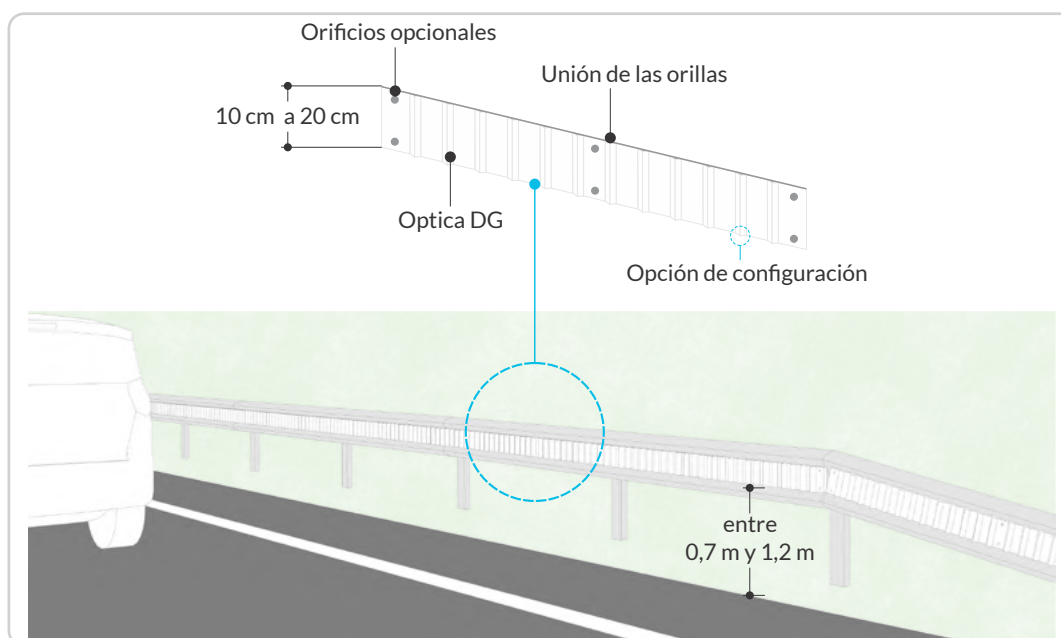 Orificios opcionales
Unión de las orillas
10 cm a 20 cm
Optica DG
Opción de configuración
entre
0,7 m y 1,2 m